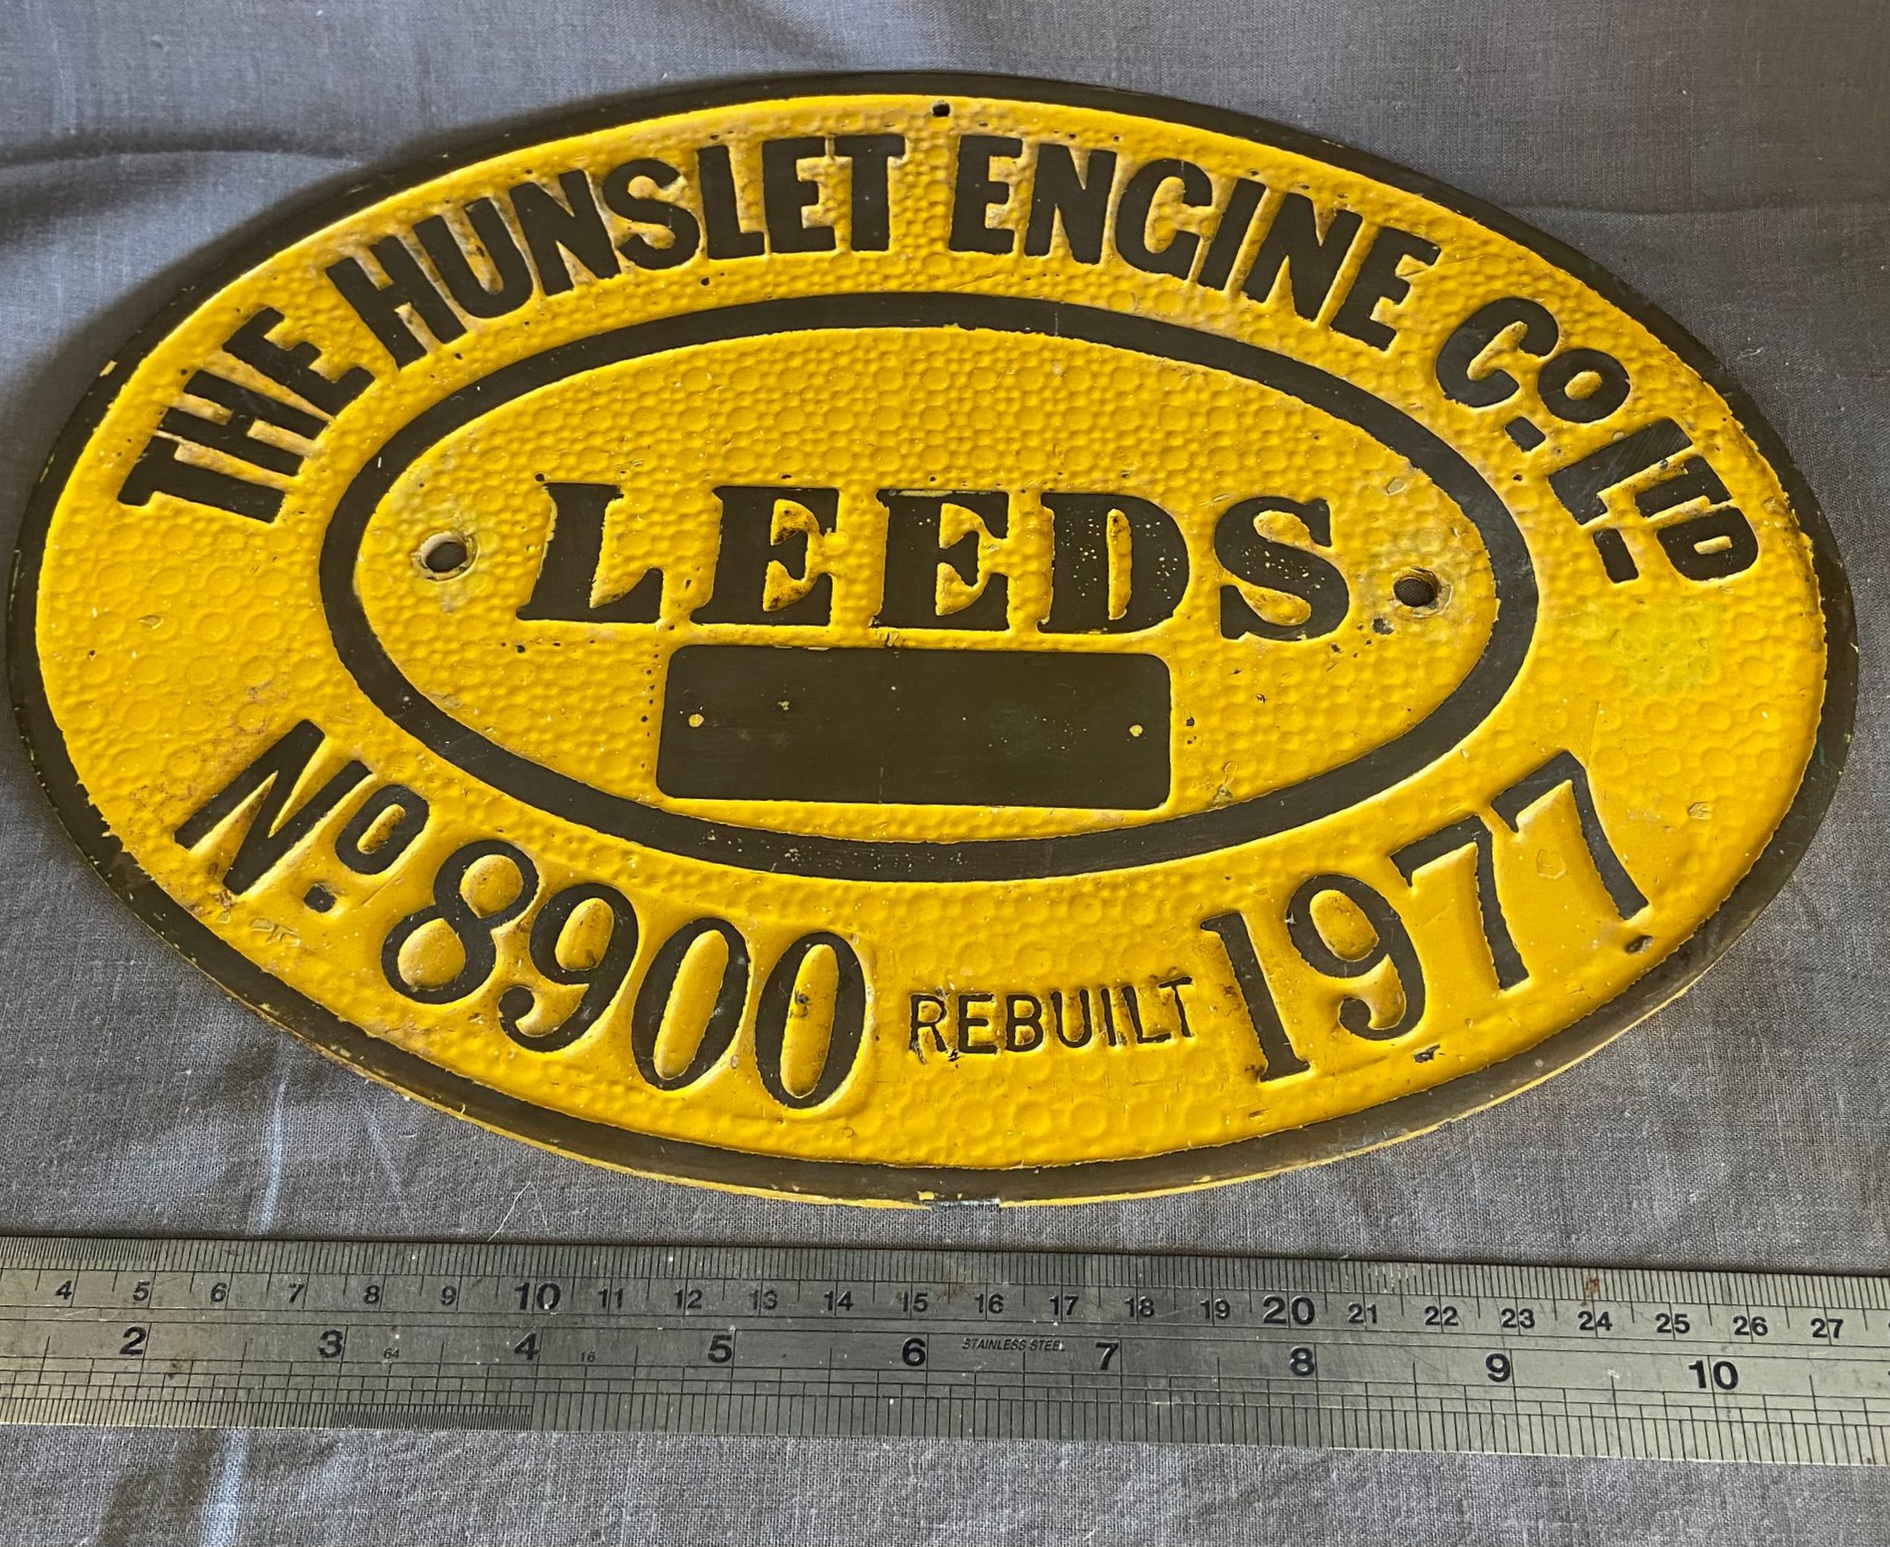 THE HUNSLET ENGINE Co. LTD.
LEEDS
No. 8900 REBUILT 1977
4 5 6 7 8 9 10 11 12 13 14 15 16 17 18 19 20 21 22 23 24 25 26 27
2 3 64 4 16 5 6 STAINLESS STEEL 7 8 9 10